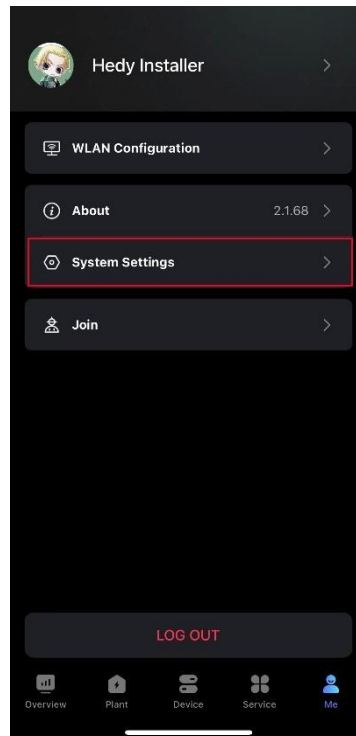 Hedy Installer
WLAN Configuration
About 2.1.68
System Settings
Join
LOG OUT
Overview Plant Device Service Me